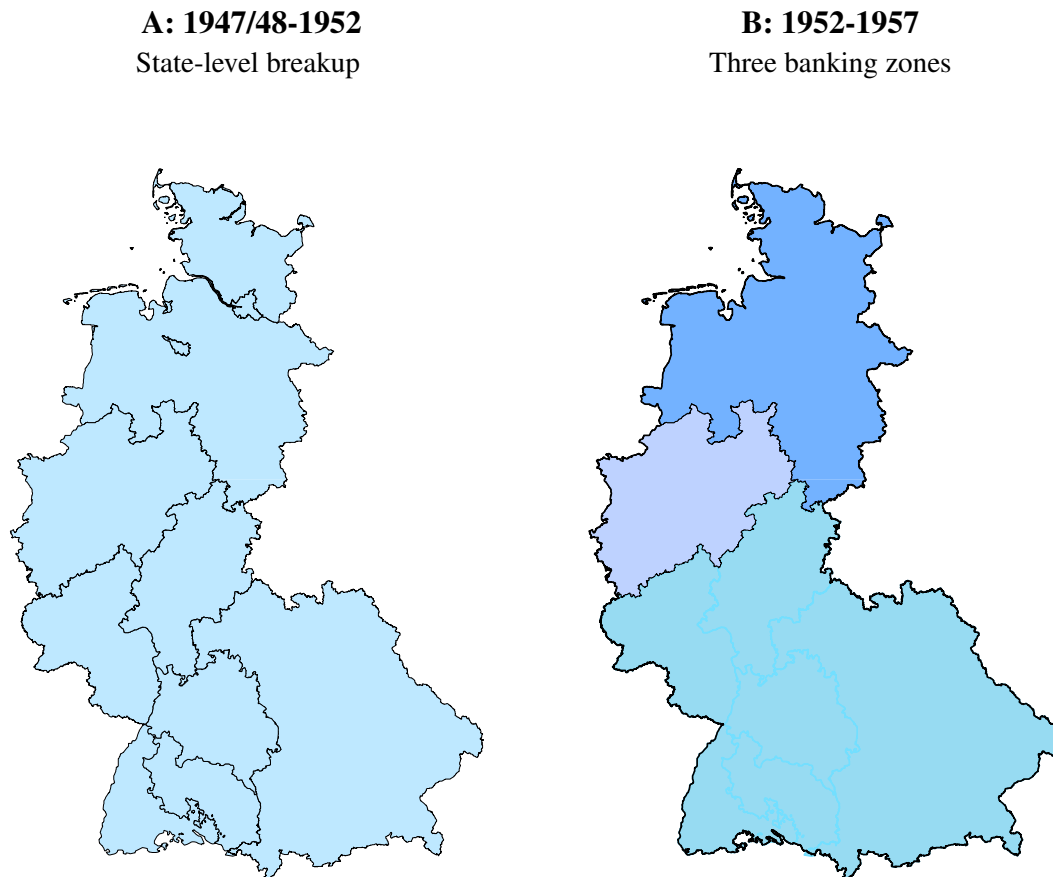 A: 1947/48-1952
State-level breakup
B: 1952-1957
Three banking zones